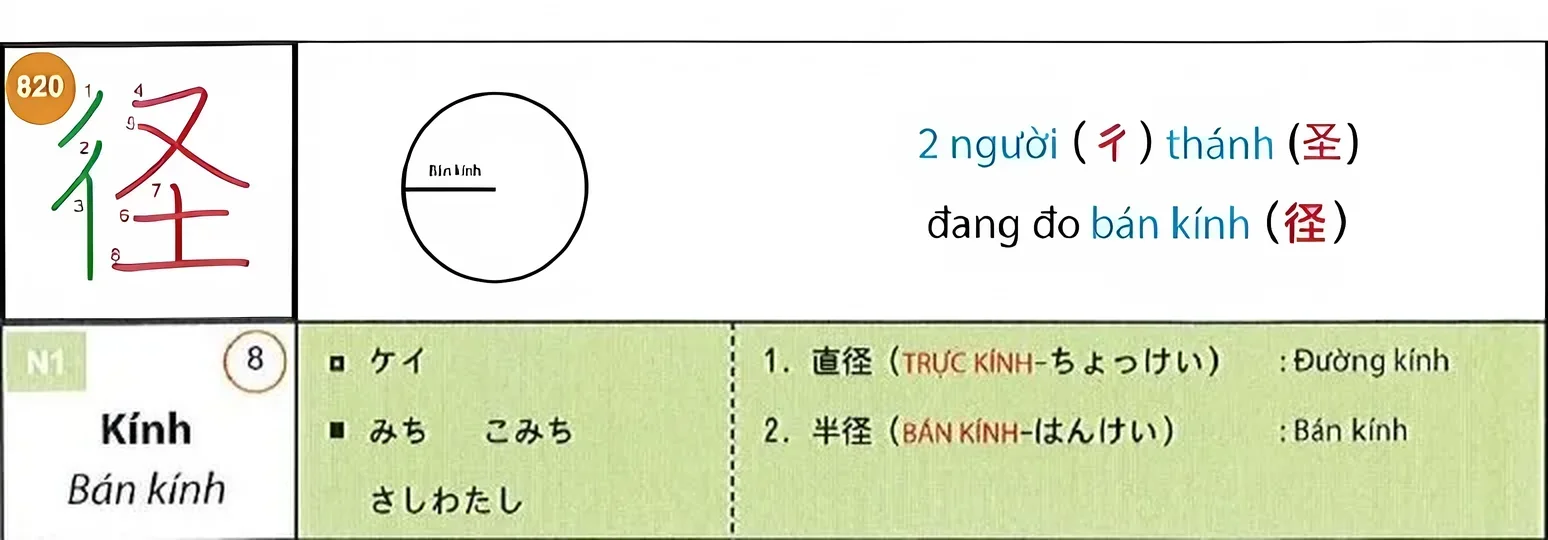 820
径
1
2
3
4
5
6
7
8
Bán kính
2 người (彳) thánh (圣)
đang đo bán kính (径)
N1
8
Kính
Bán kính
ケイ
みち こみち
さしわたし
1. 直径 (TRỰC KÍNH-ちょっけい) : Đường kính
2. 半径 (BÁN KÍNH-はんけい) : Bán kính